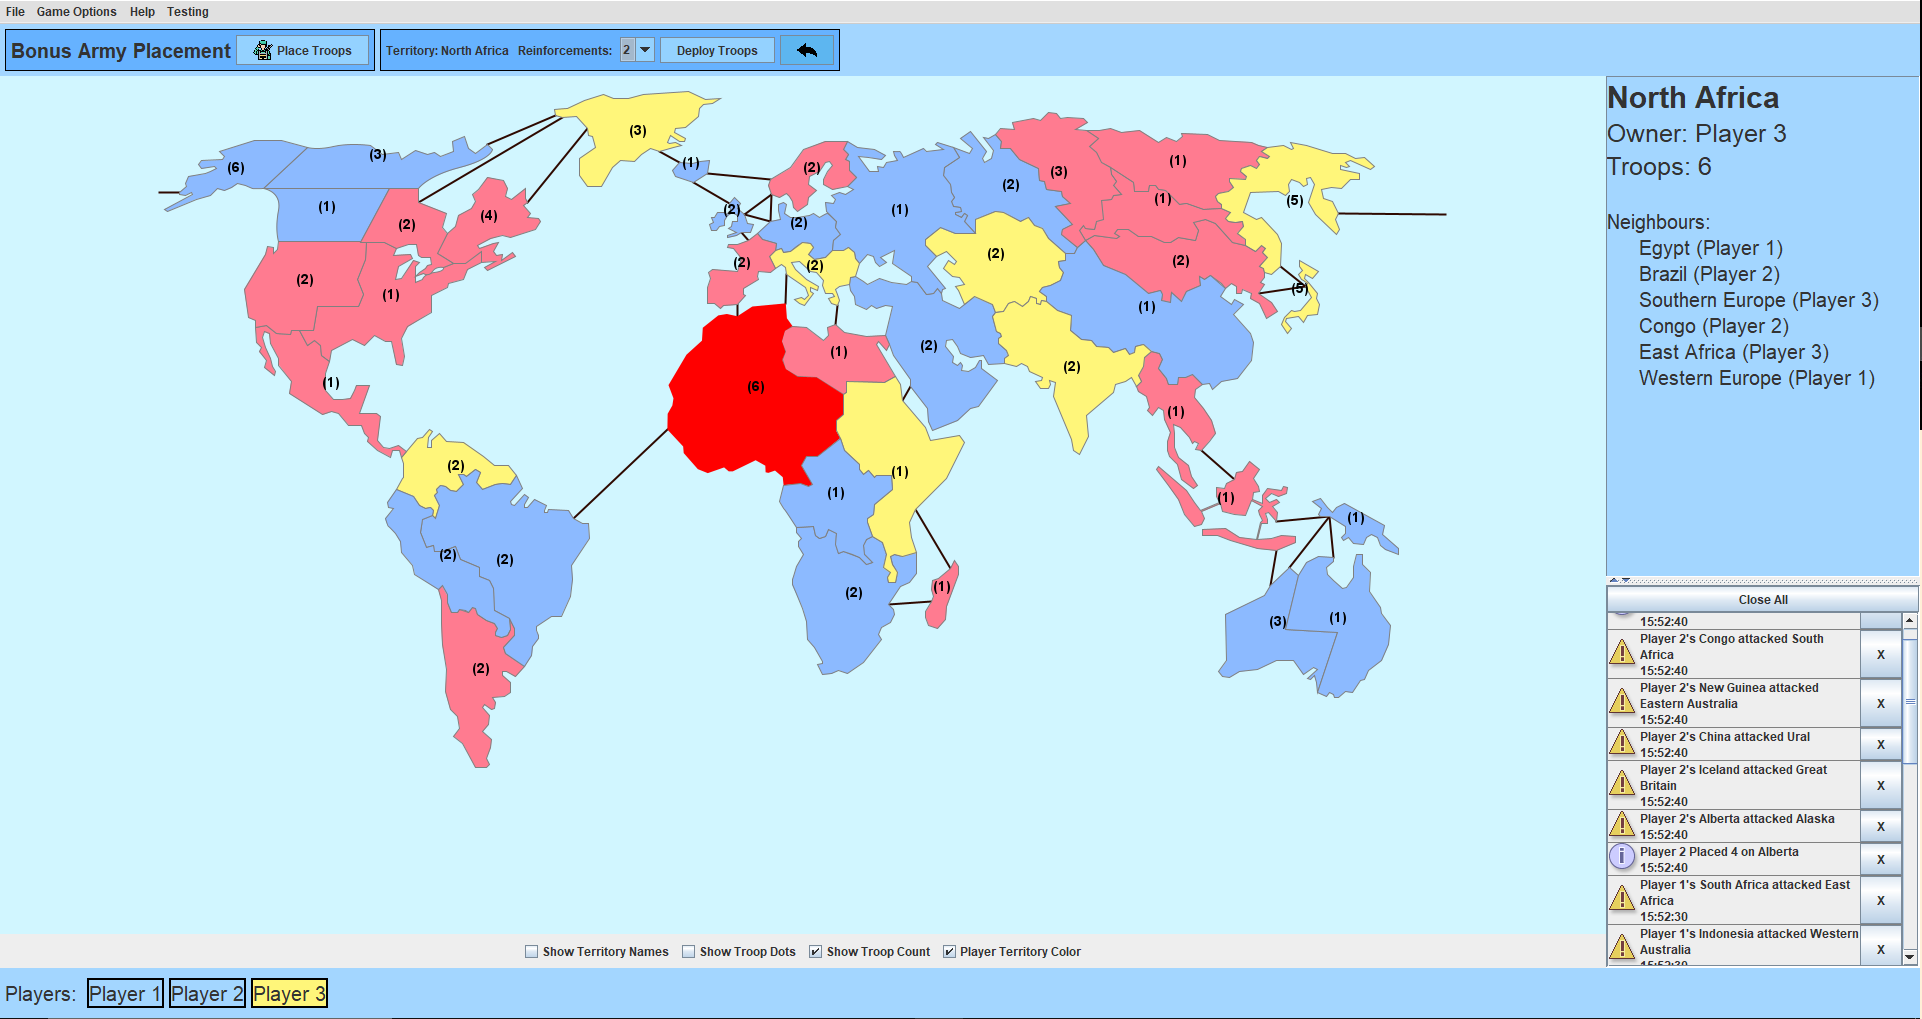 File Game Options Help Testing
Bonus Army Placement Place Troops Territory: North Africa Reinforcements: 2 Deploy Troops
North Africa
Owner: Player 3
Troops: 6
Neighbours:
Egypt (Player 1)
Brazil (Player 2)
Southern Europe (Player 3)
Congo (Player 2)
East Africa (Player 3)
Western Europe (Player 1)
(3)
(6)
(3)
(1)
(2)
(3)
(1)
(1)
(2)
(4)
(2)
(1)
(2)
(2)
(1)
(5)
(2)
(1)
(2)
(2)
(2)
(2)
(2)
(1)
(5)
(1)
(1)
(2)
(1)
(2)
(1)
(6)
(1)
(2)
(1)
(1)
(1)
(1)
(2)
(2)
(1)
(2)
(3)
(1)
(2)
Close All
15:52:40
Player 2's Congo attacked South
Africa
15:52:40
X
Player 2's New Guinea attacked
Eastern Australia
15:52:40
X
Player 2's China attacked Ural
15:52:40
X
Player 2's Iceland attacked Great
Britain
15:52:40
X
Player 2's Alberta attacked Alaska
15:52:40
X
Player 2 Placed 4 on Alberta
15:52:40
X
Player 1's South Africa attacked East
Africa
15:52:30
X
Player 1's Indonesia attacked Western
Australia
15:52:30
X
Show Territory Names Show Troop Dots Show Troop Count Player Territory Color
Players: Player 1 Player 2 Player 3